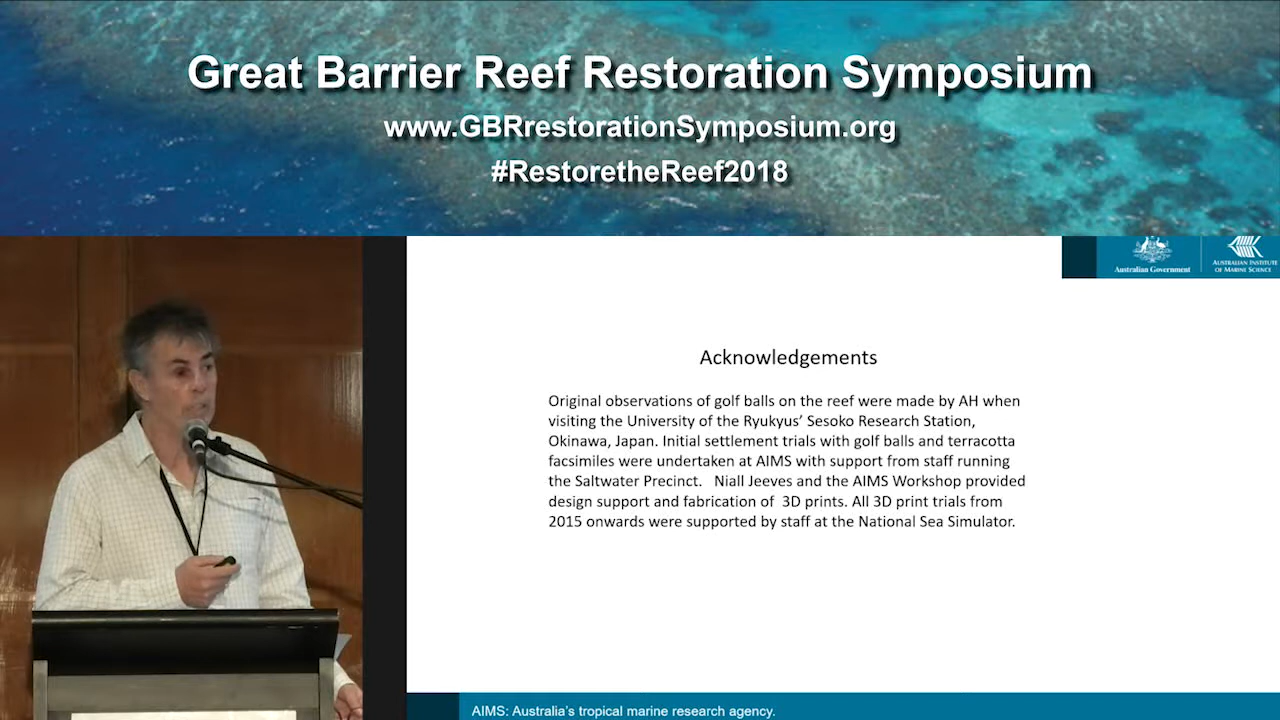 Great Barrier Reef Restoration Symposium
www.GBRrestorationSymposium.org
#RestoretheReef2018
Australian Government
AUSTRALIAN INSTITUTE
OF MARINE SCIENCE
Acknowledgements
Original observations of golf balls on the reef were made by AH when
visiting the University of the Ryukyus’ Sesoko Research Station,
Okinawa, Japan. Initial settlement trials with golf balls and terracotta
facsimiles were undertaken at AIMS with support from staff running
the Saltwater Precinct. Niall Jeeves and the AIMS Workshop provided
design support and fabrication of 3D prints. All 3D print trials from
2015 onwards were supported by staff at the National Sea Simulator.
AIMS: Australia’s tropical marine research agency.